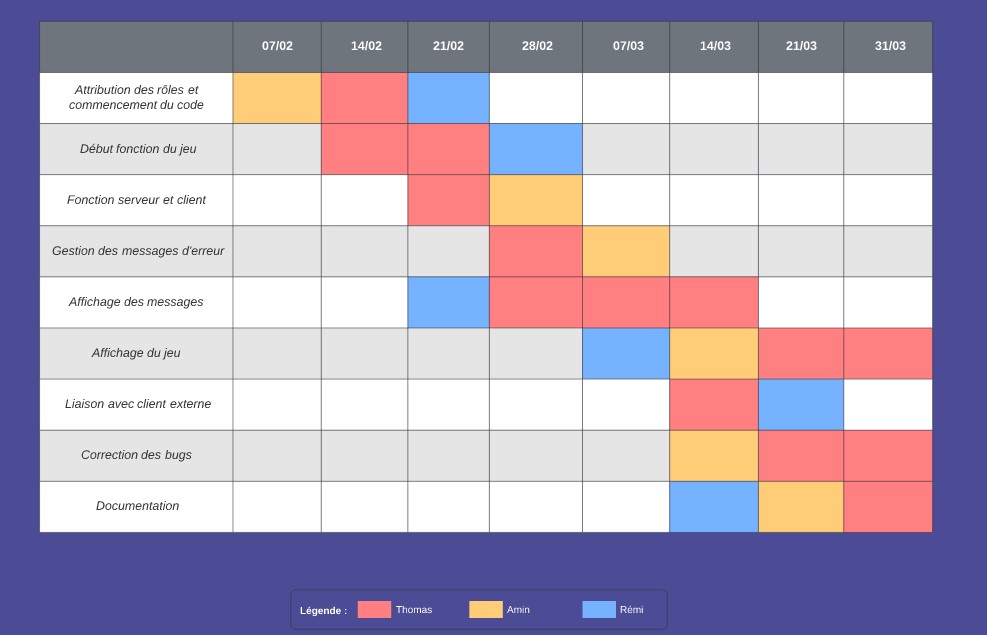 07/02 14/02 21/02 28/02 07/03 14/03 21/03 31/03
Attribution des rôles et
commencement du code
Début fonction du jeu
Fonction serveur et client
Gestion des messages d'erreur
Affichage des messages
Affichage du jeu
Liaison avec client externe
Correction des bugs
Documentation
Légende : Thomas Amin Rémi